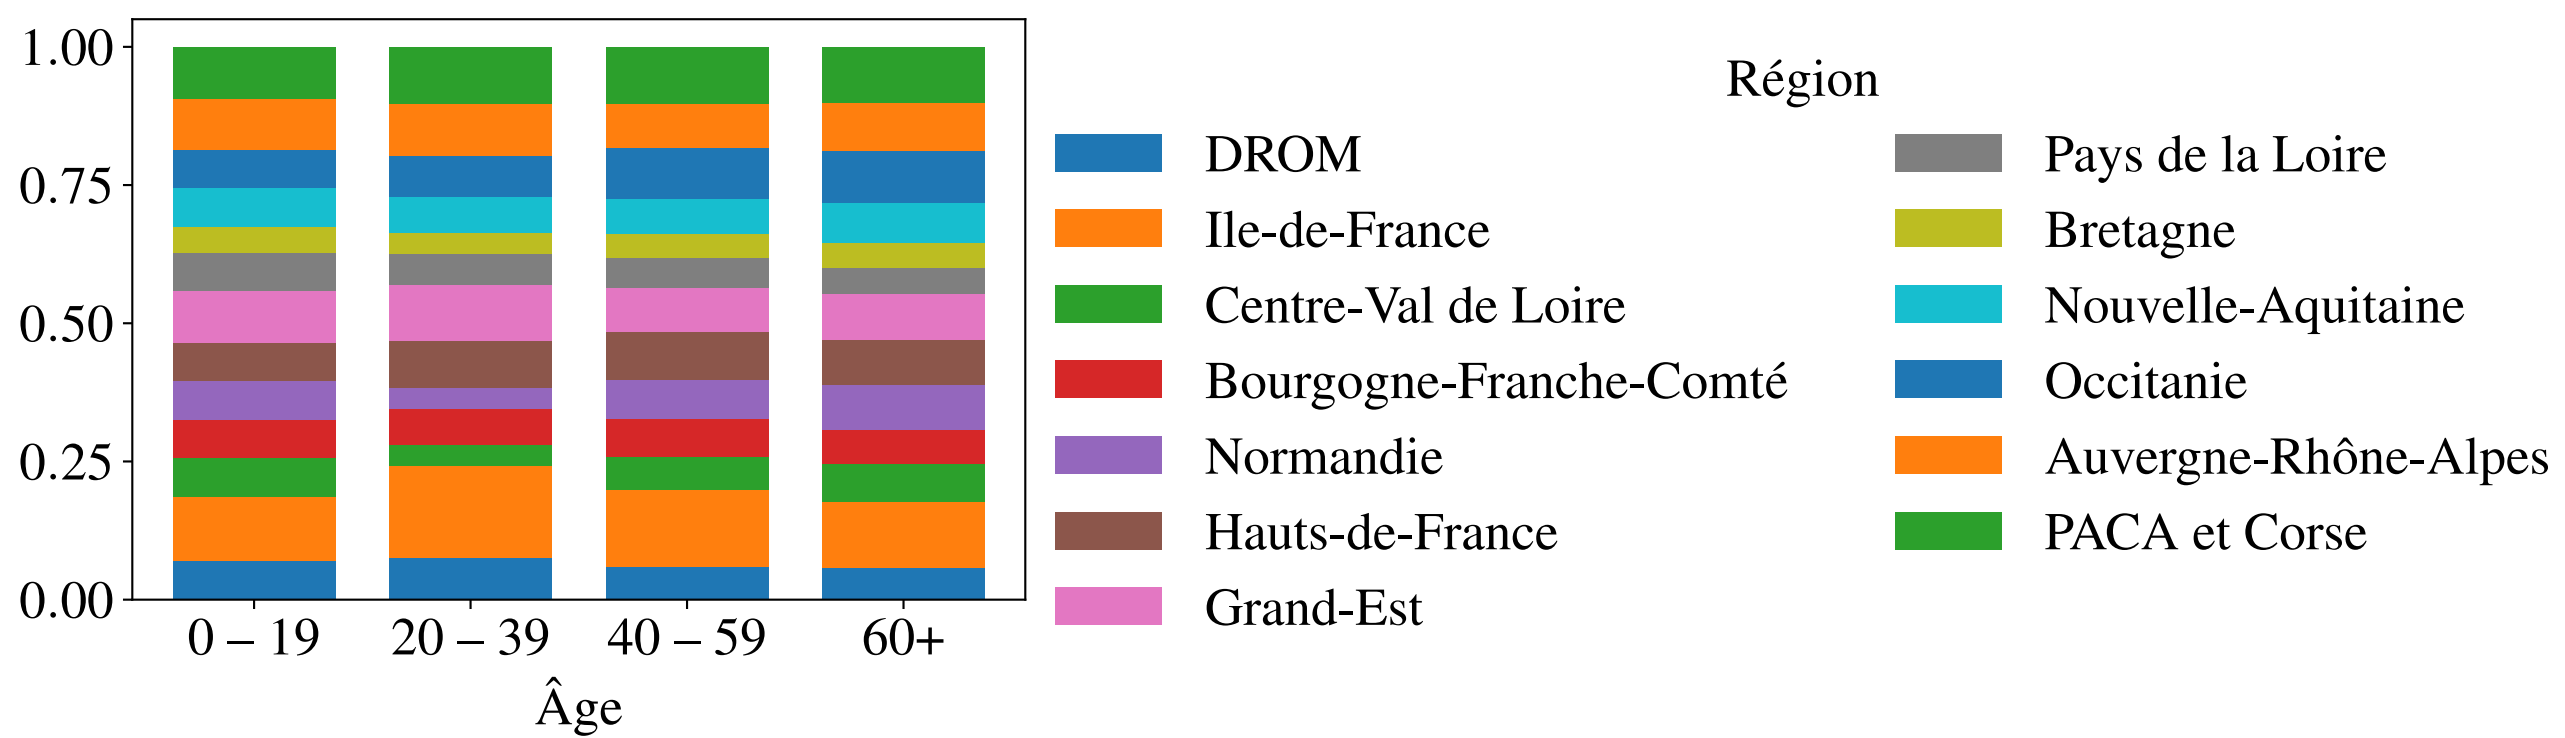 1.00
0.75
0.50
0.25
0.00
0 – 19
20 – 39
40 – 59
60+
Âge
Région
DROM
Ile-de-France
Centre-Val de Loire
Bourgogne-Franche-Comté
Normandie
Hauts-de-France
Grand-Est
Pays de la Loire
Bretagne
Nouvelle-Aquitaine
Occitanie
Auvergne-Rhône-Alpes
PACA et Corse